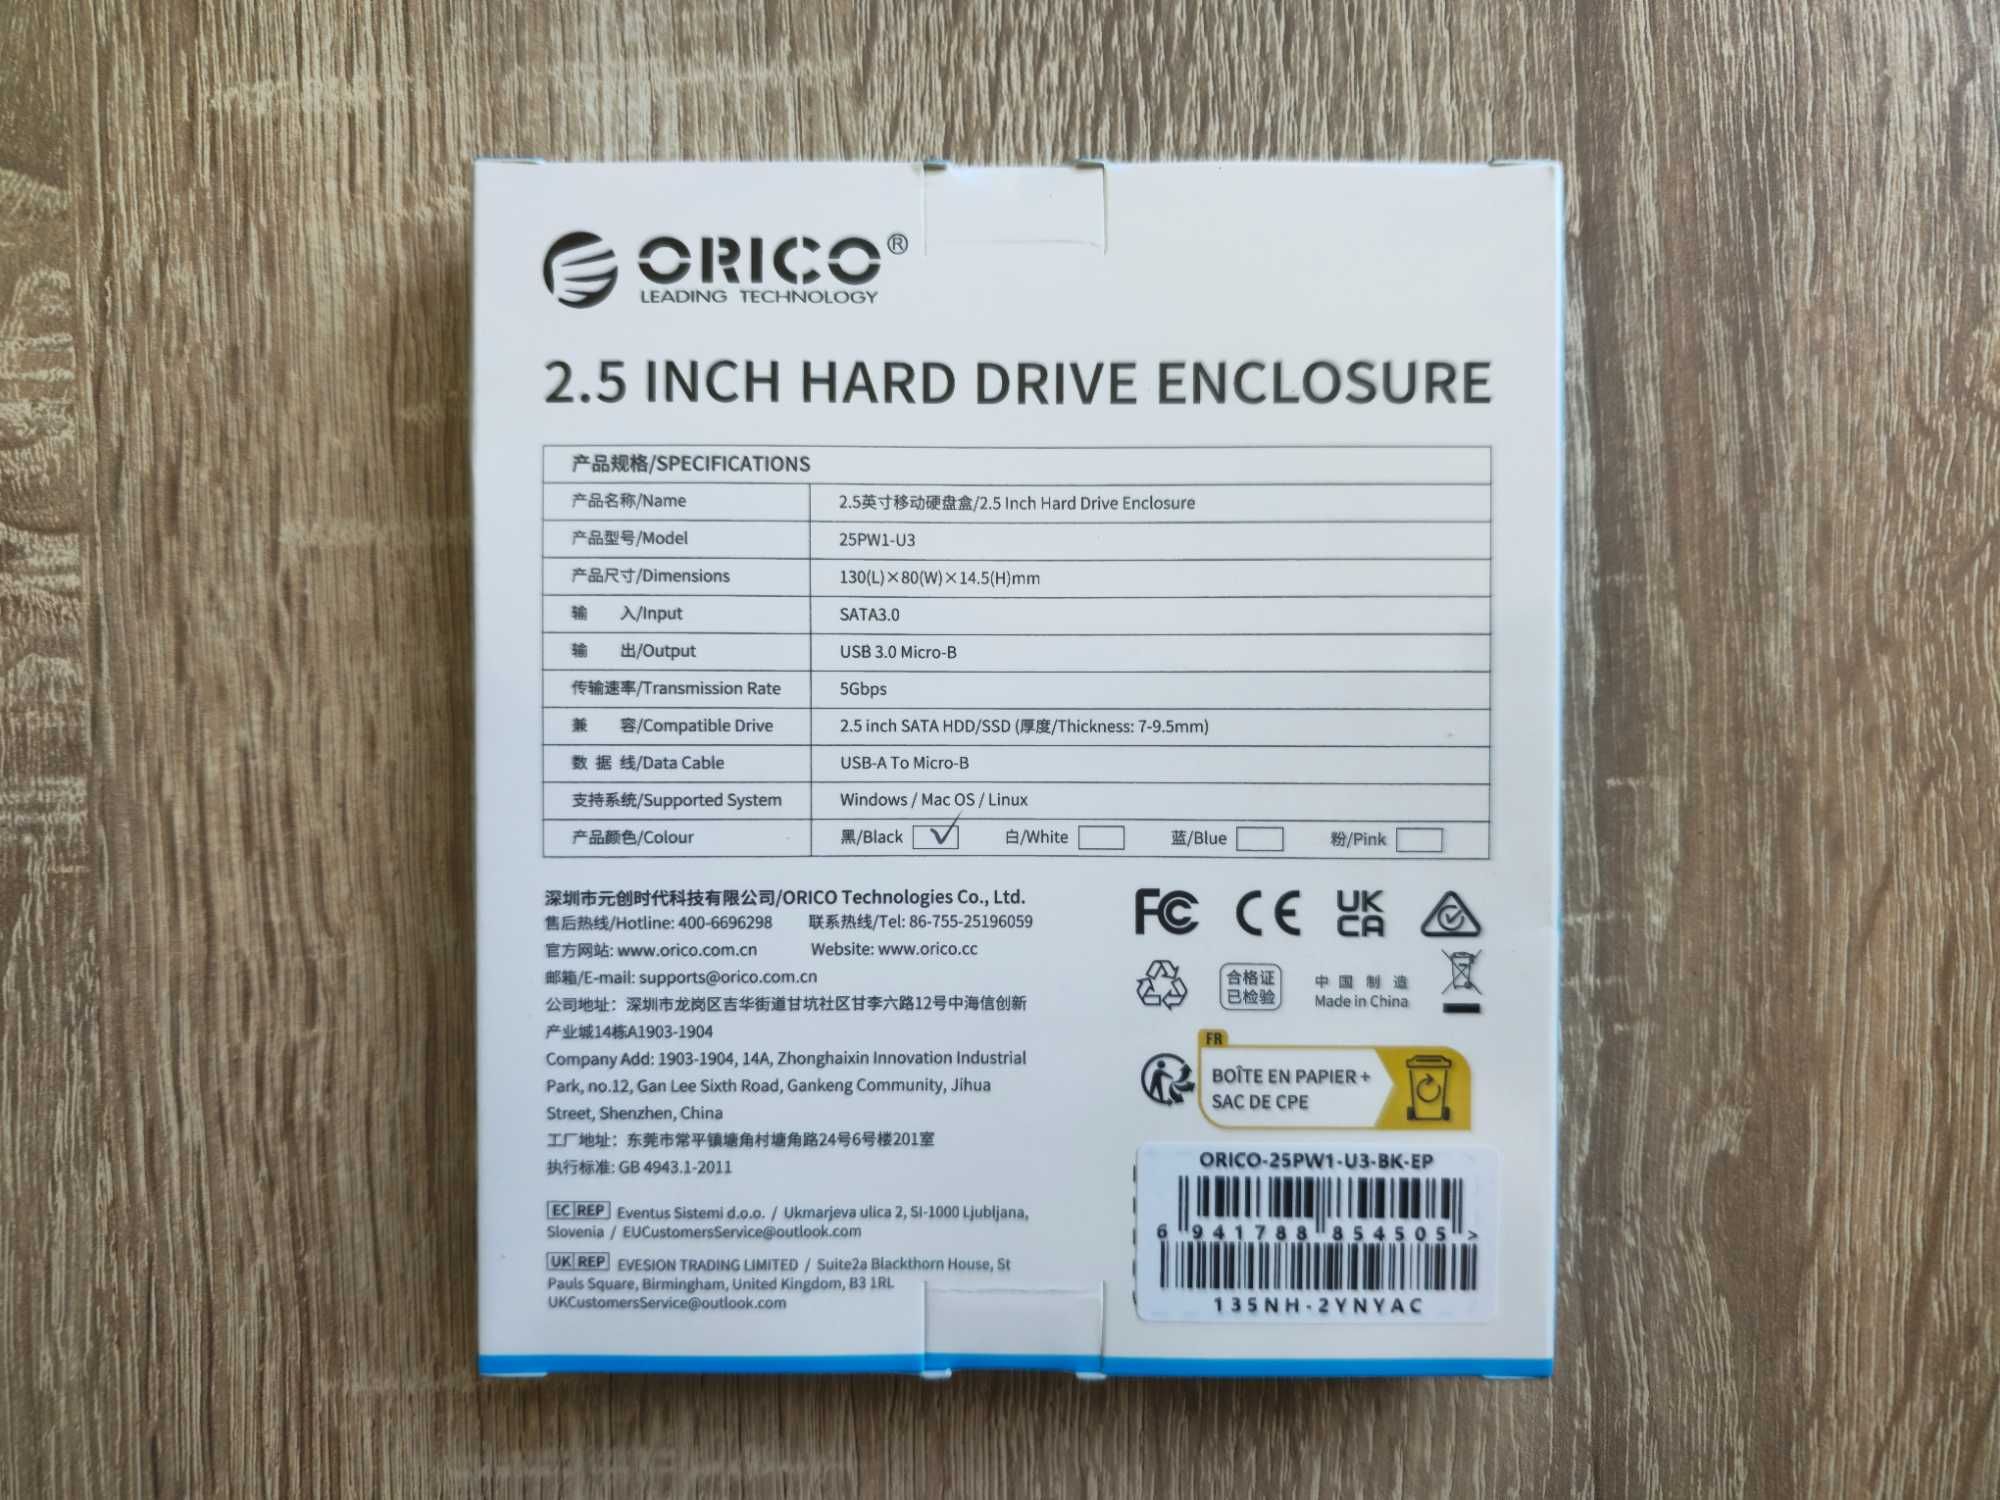 ORICO®
LEADING TECHNOLOGY
2.5 INCH HARD DRIVE ENCLOSURE
产品规格/SPECIFICATIONS
产品名称/Name 2.5英寸移动硬盘盒/2.5 Inch Hard Drive Enclosure
产品型号/Model 25PW1-U3
产品尺寸/Dimensions 130(L)×80(W)×14.5(H)mm
输 入/Input SATA3.0
输 出/Output USB 3.0 Micro-B
传输速率/Transmission Rate 5Gbps
兼 容/Compatible Drive 2.5 inch SATA HDD/SSD (厚度/Thickness: 7-9.5mm)
数 据 线/Data Cable USB-A To Micro-B
支持系统/Supported System Windows / Mac OS / Linux
产品颜色/Colour 黑/Black ✓ 白/White 蓝/Blue 粉/Pink
深圳市元创时代科技有限公司/ORICO Technologies Co., Ltd.
售后热线/Hotline: 400-6696298 联系热线/Tel: 86-755-25196059
官方网站: www.orico.com.cn Website: www.orico.cc
邮箱/E-mail: supports@orico.com.cn
公司地址：深圳市龙岗区吉华街道甘坑社区甘李六路12号中海信创新
产业城14栋A1903-1904
Company Add: 1903-1904, 14A, Zhonghaixin Innovation Industrial
Park, no.12, Gan Lee Sixth Road, Gankeng Community, Jihua
Street, Shenzhen, China
工厂地址：东莞市常平镇塘角村塘角路24号6号楼201室
执行标准: GB 4943.1-2011
EC REP Eventus Sistemi d.o.o. / Ukmarjeva ulica 2, SI-1000 Ljubljana,
Slovenia / EUCustomersService@outlook.com
UK REP EVESION TRADING LIMITED / Suite2a Blackthorn House, St
Pauls Square, Birmingham, United Kingdom, B3 1RL
UKCustomersService@outlook.com
FC CE UK
CA
合格证
已检验
中 国 制 造
Made in China
FR
BOÎTE EN PAPIER +
SAC DE CPE
ORICO-25PW1-U3-BK-EP
6 941788 854505 >
135NH-2YNYAC